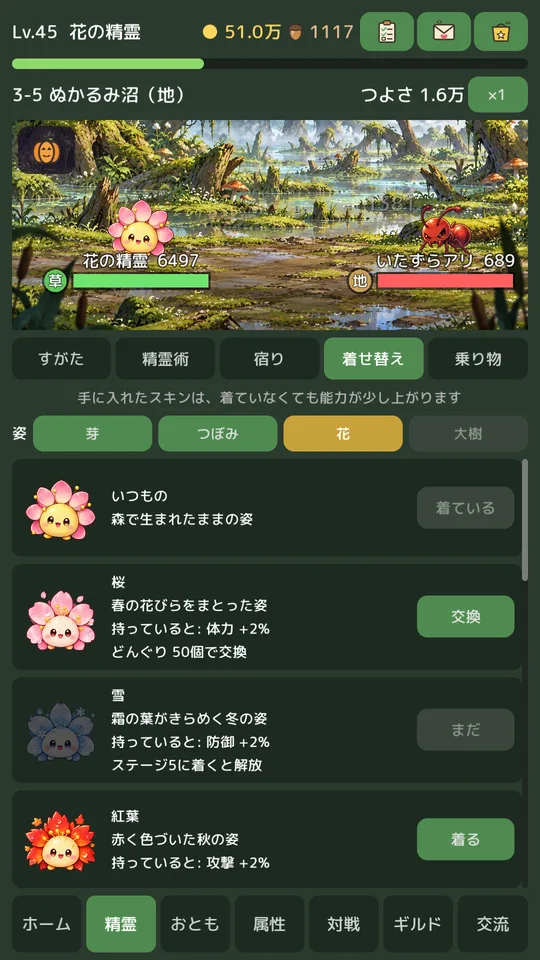 Lv.45 花の精霊 51.0万 1117
3-5 ぬかるみ沼（地） つよさ 1.6万 ×1
花の精霊 6497 いたずらアリ 689
草 地
すがた 精霊術 宿り 着せ替え 乗り物
手に入れたスキンは、着ていなくても能力が少し上がります
姿 芽 つぼみ 花 大樹
いつもの
森で生まれたままの姿
着ている
桜
春の花びらをまとった姿
持っていると: 体力 +2%
どんぐり 50個で交換
交換
雪
霜の葉がきらめく冬の姿
持っていると: 防御 +2%
ステージ5に着くと解放
まだ
紅葉
赤く色づいた秋の姿
持っていると: 攻撃 +2%
着る
ホーム 精霊 おとも 属性 対戦 ギルド 交流